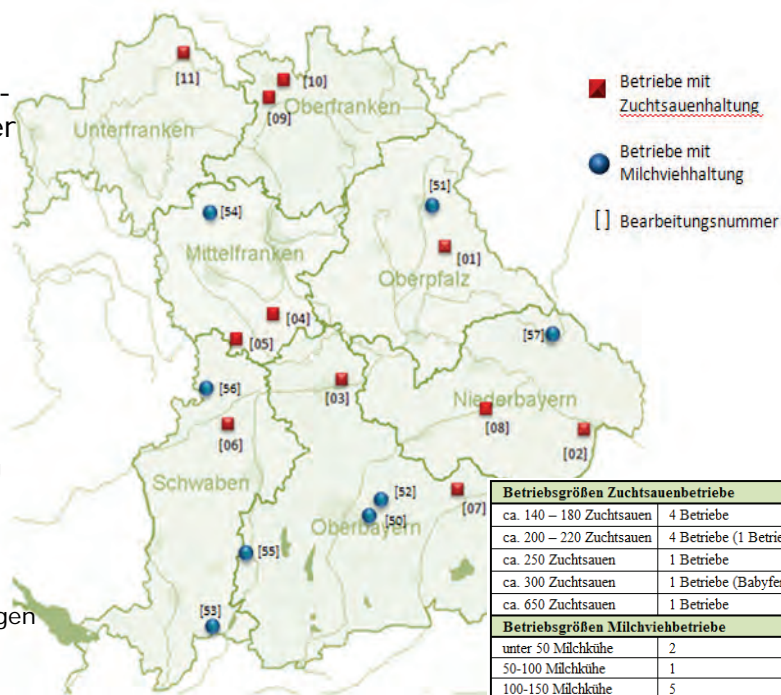 -
er
gen
[11]
[10]
[09]
Oberfranken
Unterfranken
[51]
[54]
Mittelfranken
[01]
Oberpfalz
[04]
[05]
[57]
[56]
[03]
Niederbayern
[06]
[08]
[02]
Schwaben
[52]
[50]
Oberbayern
[07]
[55]
[53]
Betriebe mit
Zuchtsauenhaltung
Betriebe mit
Milchviehhaltung
[ ] Bearbeitungsnummer
Betriebsgrößen Zuchtsauenbetriebe
ca. 140 – 180 Zuchtsauen 4 Betriebe
ca. 200 – 220 Zuchtsauen 4 Betriebe (1 Betrie
ca. 250 Zuchtsauen 1 Betriebe
ca. 300 Zuchtsauen 1 Betriebe (Babyfer
ca. 650 Zuchtsauen 1 Betriebe
Betriebsgrößen Milchviehbetriebe
unter 50 Milchkühe 2
50-100 Milchkühe 1
100-150 Milchkühe 5